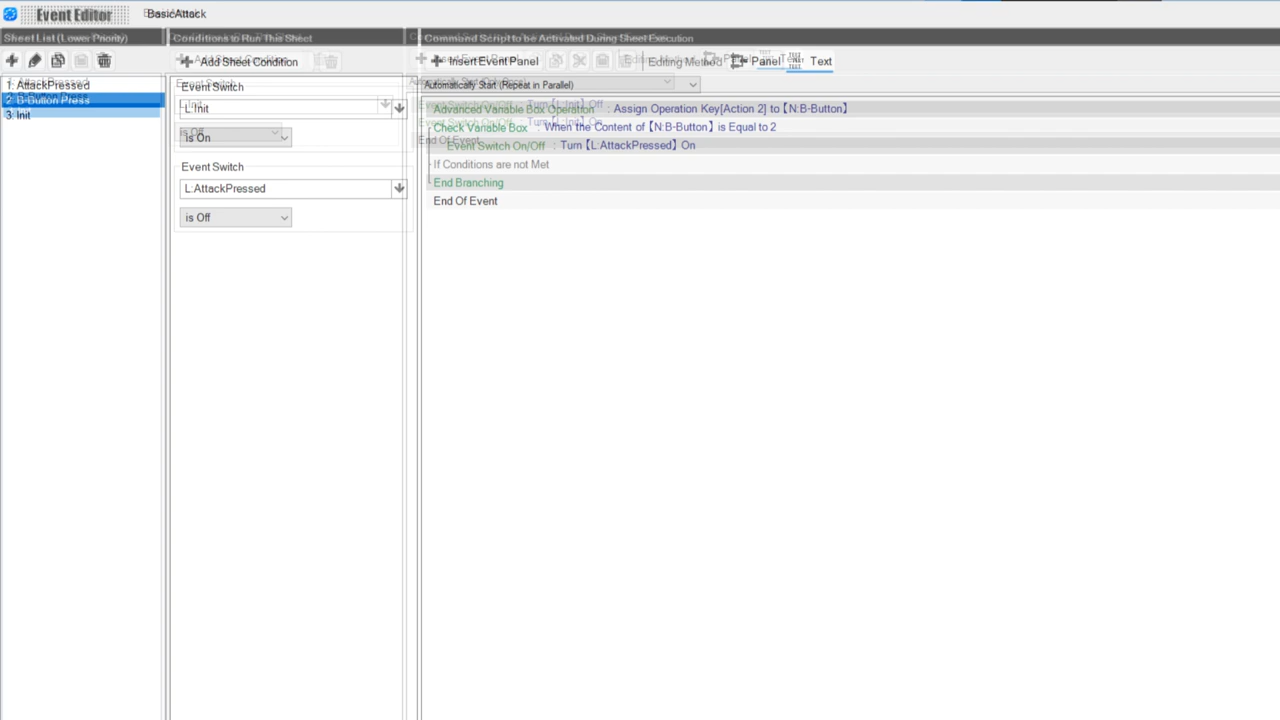 Event Editor BasicAttack
Sheet List (Lower Priority) Conditions to Run This Sheet Command Script to be Activated During Sheet Execution
Add Sheet Condition Insert Event Panel Editing Method Panel Text
1: AttackPressed Event Switch Automatically Start (Repeat in Parallel)
2: B-Button Press L:Init Advanced Variable Box Operation : Assign Operation Key[Action 2] to【N:B-Button】
3: Init is On Check Variable Box : When the Content of【N:B-Button】is Equal to 2
Event Switch On/Off : Turn【L:AttackPressed】On
Event Switch If Conditions are not Met
L:AttackPressed End Branching
is Off End Of Event